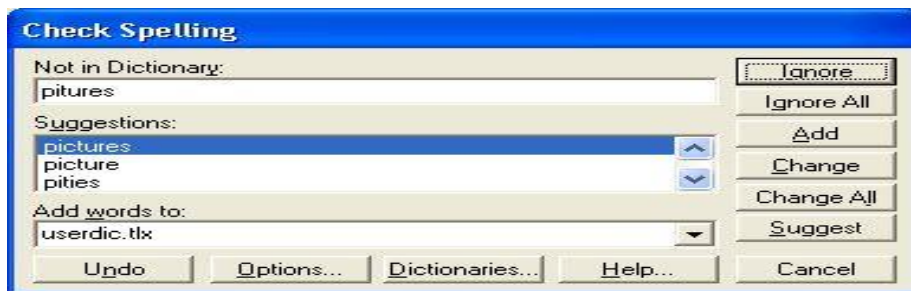 Check Spelling
Not in Dictionary:
pitures
Suggestions:
pictures
picture
pities
Add words to:
userdic.tlx
Ignore
Ignore All
Add
Change
Change All
Suggest
Undo
Options...
Dictionaries...
Help...
Cancel